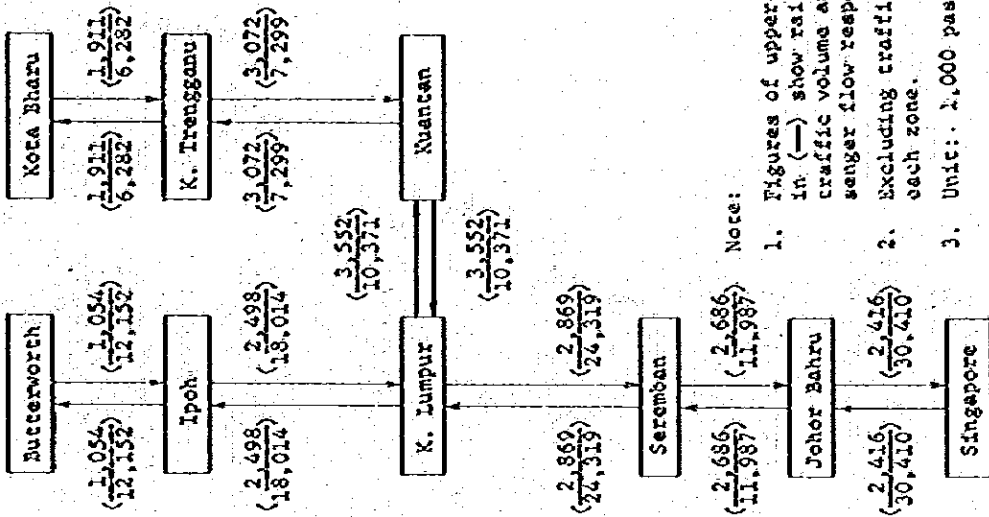 Butterworth
Kota Bharu
(1,054
12,152)
(1,054
12,152)
(1,911
6,282)
(1,911
6,282)
Ipoh
K. Trengganu
(2,498
18,014)
(2,498
18,014)
(3,072
7,299)
(3,072
7,299)
K. Lumpur
(3,552
10,371)
(3,552
10,371)
Kuantan
(2,869
24,319)
(2,869
24,319)
Seremban
(2,686
11,987)
(2,686
11,987)
Johor Bahru
(2,416
30,410)
(2,416
30,410)
Singapore
Note:
1. Figures of upper
in (—) show rai
traffic volume a
senger flow resp
2. Excluding traffi
each zone.
3. Unit: 1,000 pas